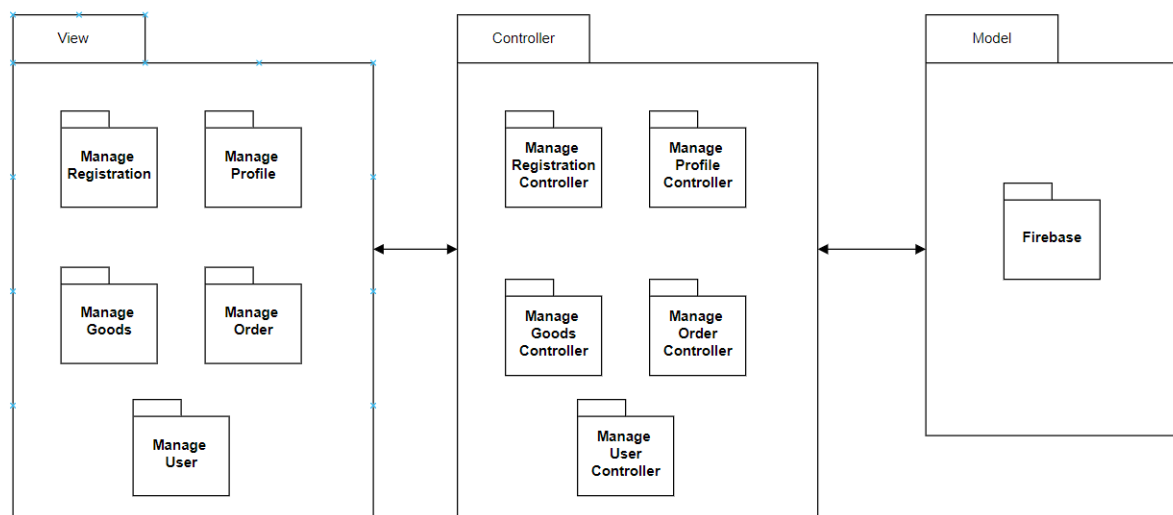 View
Controller
Model
Manage
Registration
Manage
Profile
Manage
Registration
Controller
Manage
Profile
Controller
Firebase
Manage
Goods
Manage
Order
Manage
Goods
Controller
Manage
Order
Controller
Manage
User
Manage
User
Controller